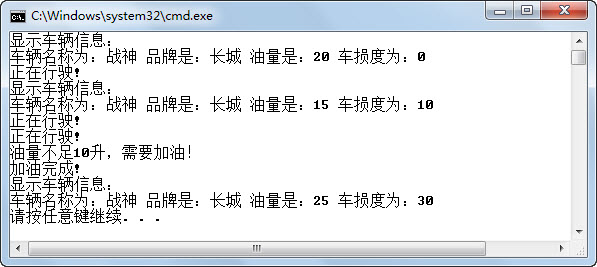 C:\Windows\system32\cmd.exe
显示车辆信息：
车辆名称为：战神 品牌是：长城 油量是：20 车损度为：0
正在行驶！
显示车辆信息：
车辆名称为：战神 品牌是：长城 油量是：15 车损度为：10
正在行驶！
正在行驶！
油量不足10升，需要加油！
加油完成！
显示车辆信息：
车辆名称为：战神 品牌是：长城 油量是：25 车损度为：30
请按任意键继续. . .